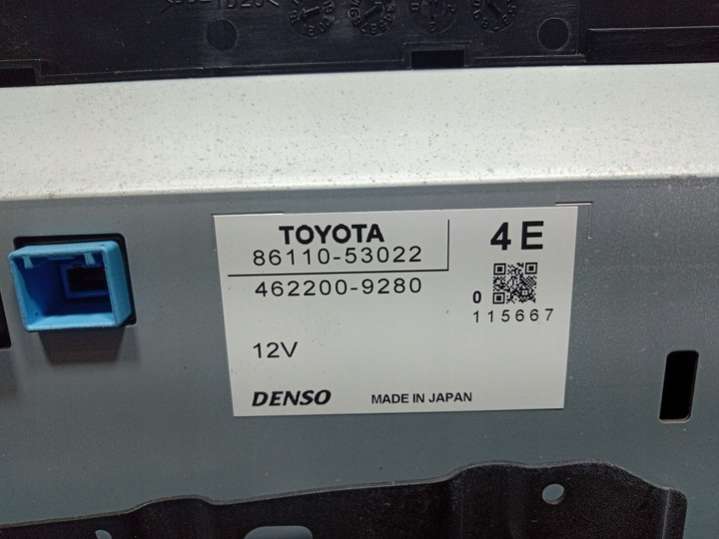 TOYOTA
86110-53022
462200-9280
12V
DENSO
MADE IN JAPAN
4E
0
115667